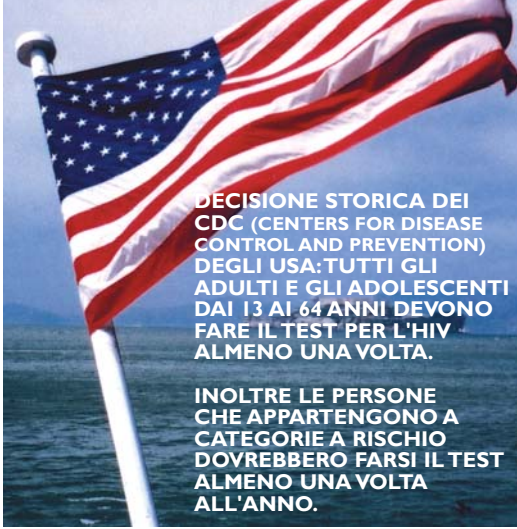 DECISIONE STORICA DEI
CDC (CENTERS FOR DISEASE
CONTROL AND PREVENTION)
DEGLI USA: TUTTI GLI
ADULTI E GLI ADOLESCENTI
DAI 13 AI 64 ANNI DEVONO
FARE IL TEST PER L'HIV
ALMENO UNA VOLTA.
INOLTRE LE PERSONE
CHE APPARTENGONO A
CATEGORIE A RISCHIO
DOVREBBERO FARSI IL TEST
ALMENO UNA VOLTA
ALL'ANNO.